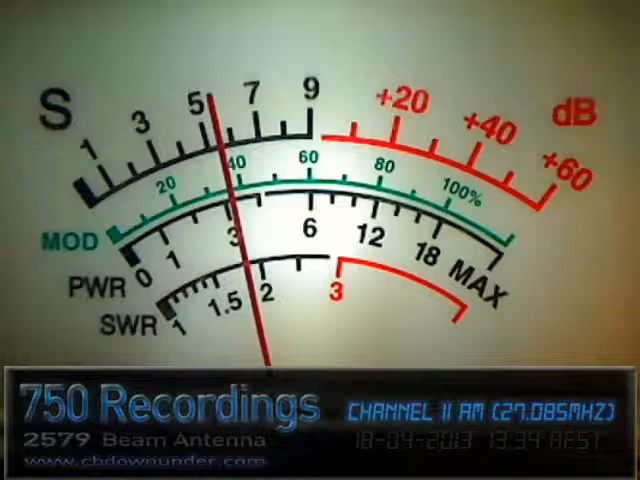 S 1 3 5 7 9 +20 +40 +60 dB
MOD 20 40 60 80 100%
PWR 0 1 3 6 12 18 MAX
SWR 1 1.5 2 3
750 Recordings
CHANNEL 11 AM (27.085MHZ)
2579 Beam Antenna
18-04-2013 13:34 AEST
www.cbdownunder.com